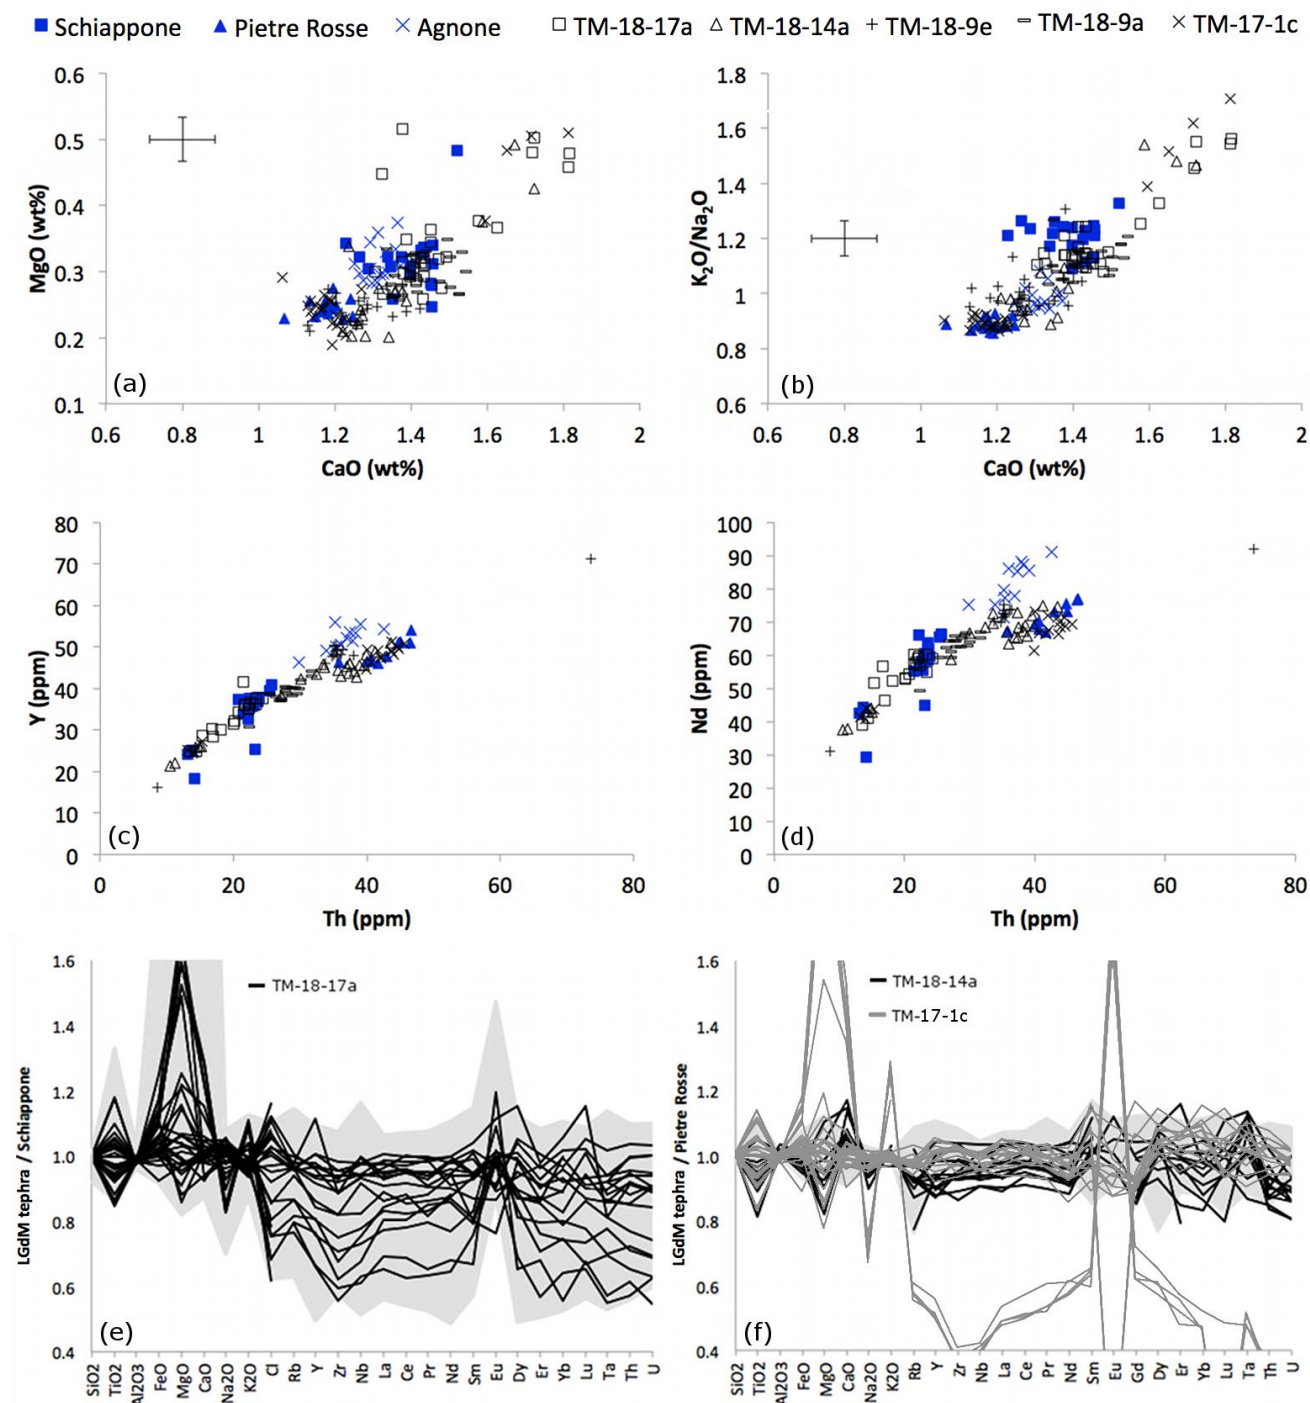 Schiappone Pietre Rosse Agnone TM-18-17a TM-18-14a TM-18-9e TM-18-9a TM-17-1c
0.6
0.5
0.4
0.3
0.2
0.1
MgO (wt%)
(a)
0.6 0.8 1 1.2 1.4 1.6 1.8 2
CaO (wt%)
1.8
1.6
1.4
1.2
1
0.8
0.6
K2O/Na2O
(b)
0.6 0.8 1 1.2 1.4 1.6 1.8 2
CaO (wt%)
80
70
60
50
40
30
20
10
0
Y (ppm)
(c)
0 20 40 60 80
Th (ppm)
100
90
80
70
60
50
40
30
20
10
0
Nd (ppm)
(d)
0 20 40 60 80
Th (ppm)
1.6
1.4
1.2
1.0
0.8
0.6
0.4
LGdM tephra / Schiappone
TM-18-17a
(e)
SiO2 TiO2 Al2O3 FeO MgO CaO Na2O K2O Cl Rb Y Zr Nb La Ce Pr Nd Sm Eu Dy Er Yb Lu Ta Th U
1.6
1.4
1.2
1.0
0.8
0.6
0.4
LGdM tephra / Pietre Rosse
TM-18-14a
TM-17-1c
(f)
SiO2 TiO2 Al2O3 FeO MgO CaO Na2O K2O Rb Y Zr Nb La Ce Pr Nd Sm Eu Gd Dy Er Yb Lu Ta Th U